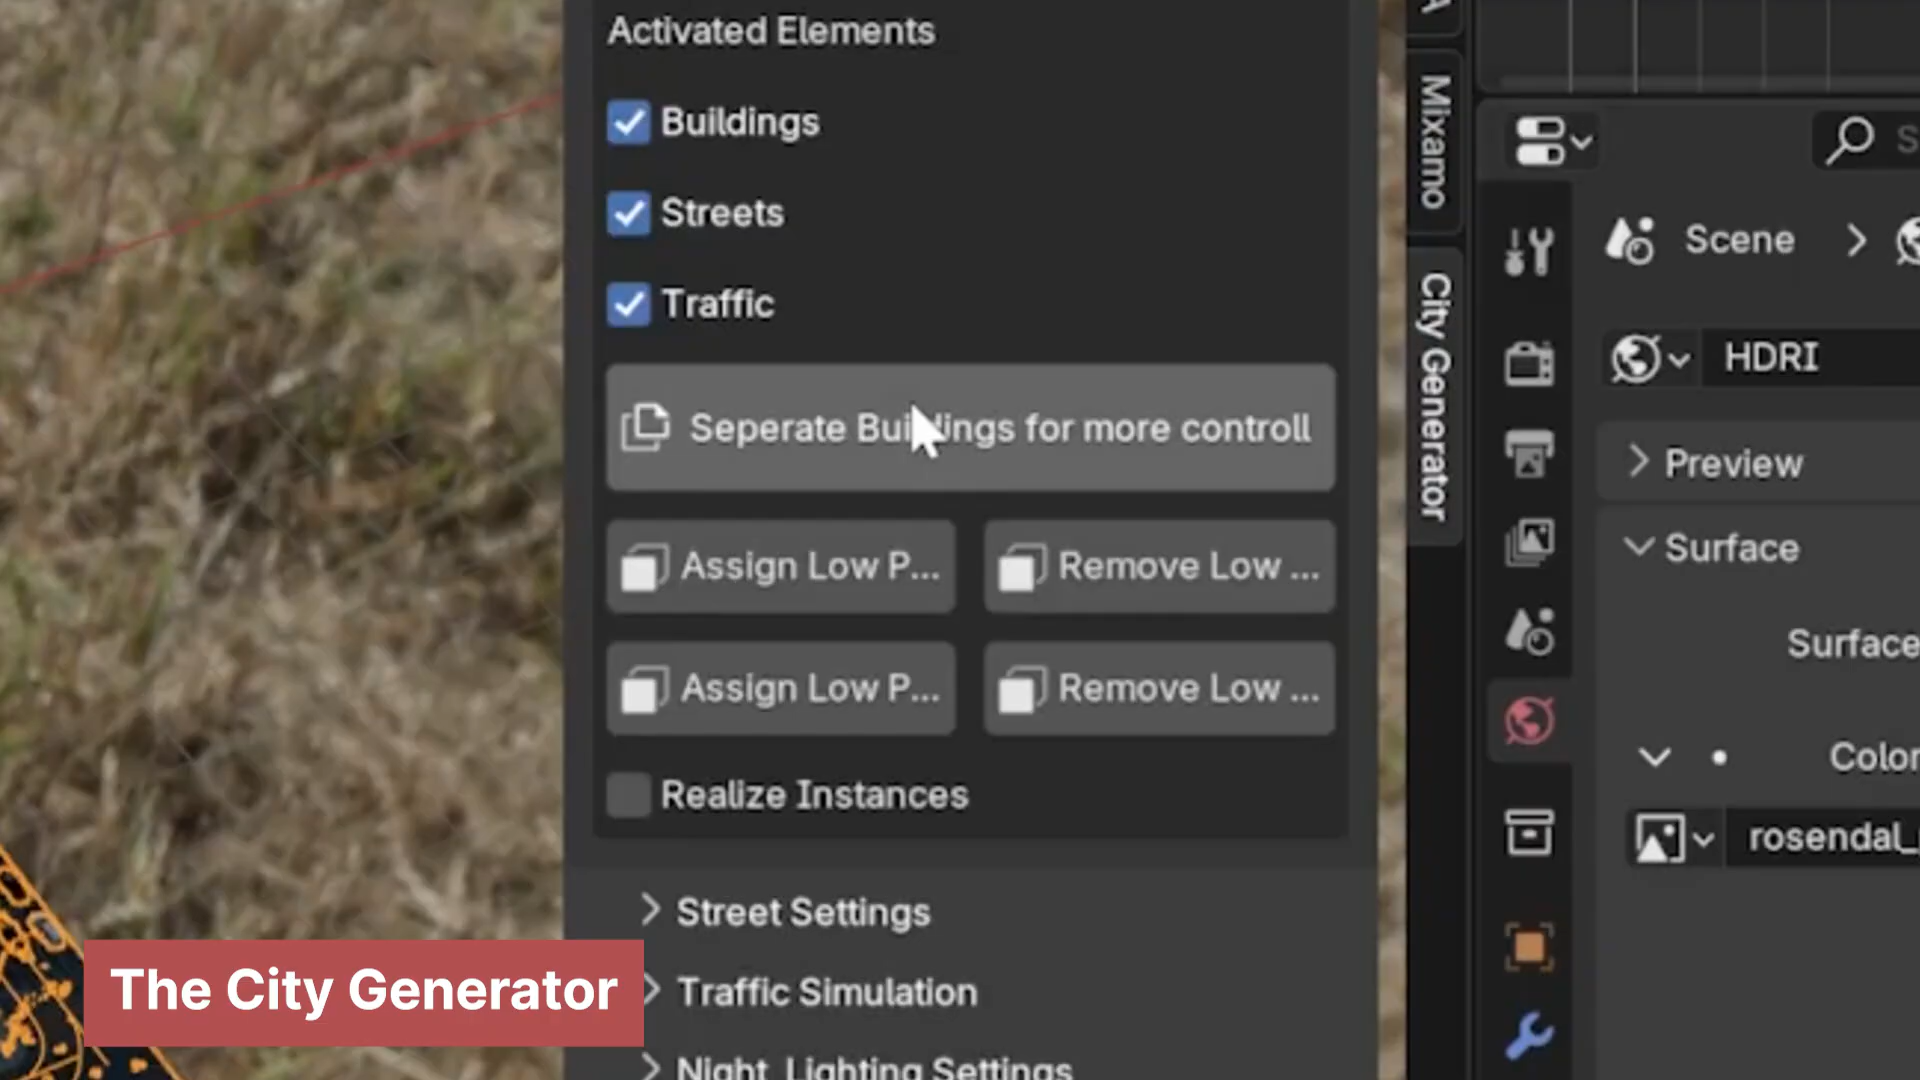 Activated Elements
Buildings
Streets
Traffic
Seperate Buildings for more controll
Assign Low P...
Remove Low ...
Assign Low P...
Remove Low ...
Realize Instances
Street Settings
Traffic Simulation
Night Lighting Settings
The City Generator
A
Mixamo
City Generator
S
Scene
HDRI
Preview
Surface
Surface
Color
rosendal_